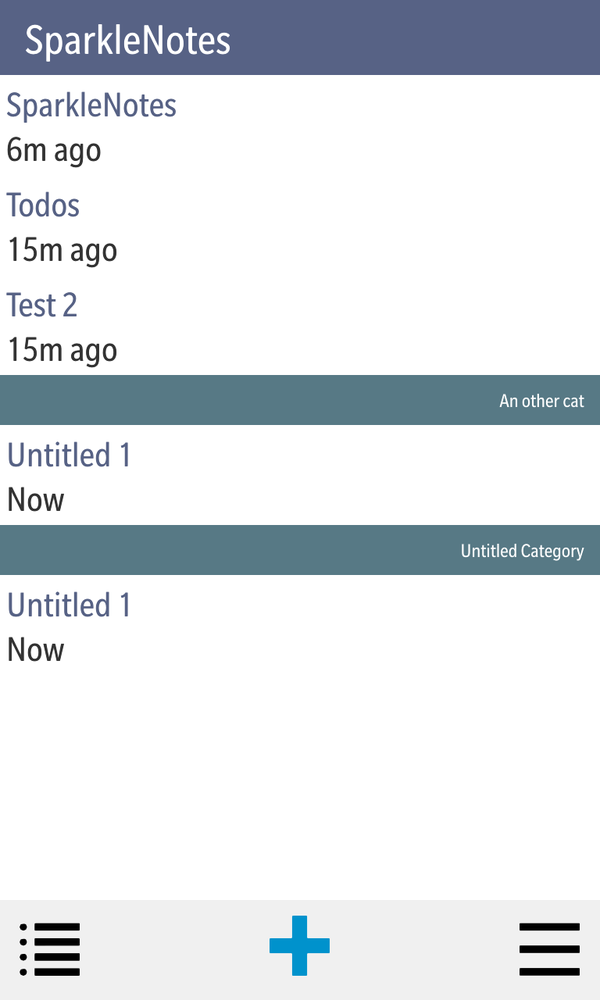 SparkleNotes
SparkleNotes
6m ago
Todos
15m ago
Test 2
15m ago
An other cat
Untitled 1
Now
Untitled Category
Untitled 1
Now